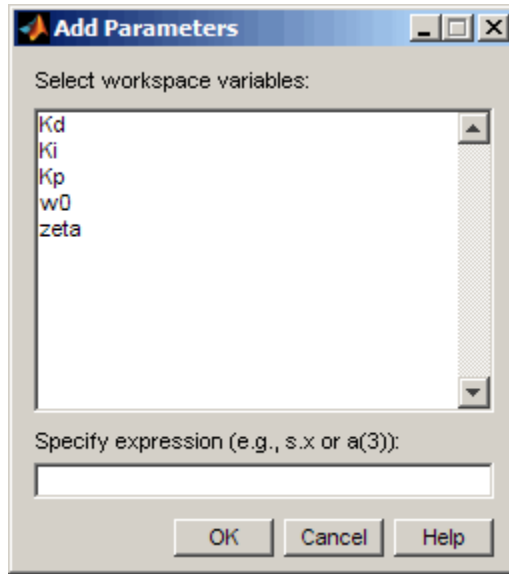 Add Parameters
Select workspace variables:
Kd
Ki
Kp
w0
zeta
Specify expression (e.g., s.x or a(3)):
OK Cancel Help